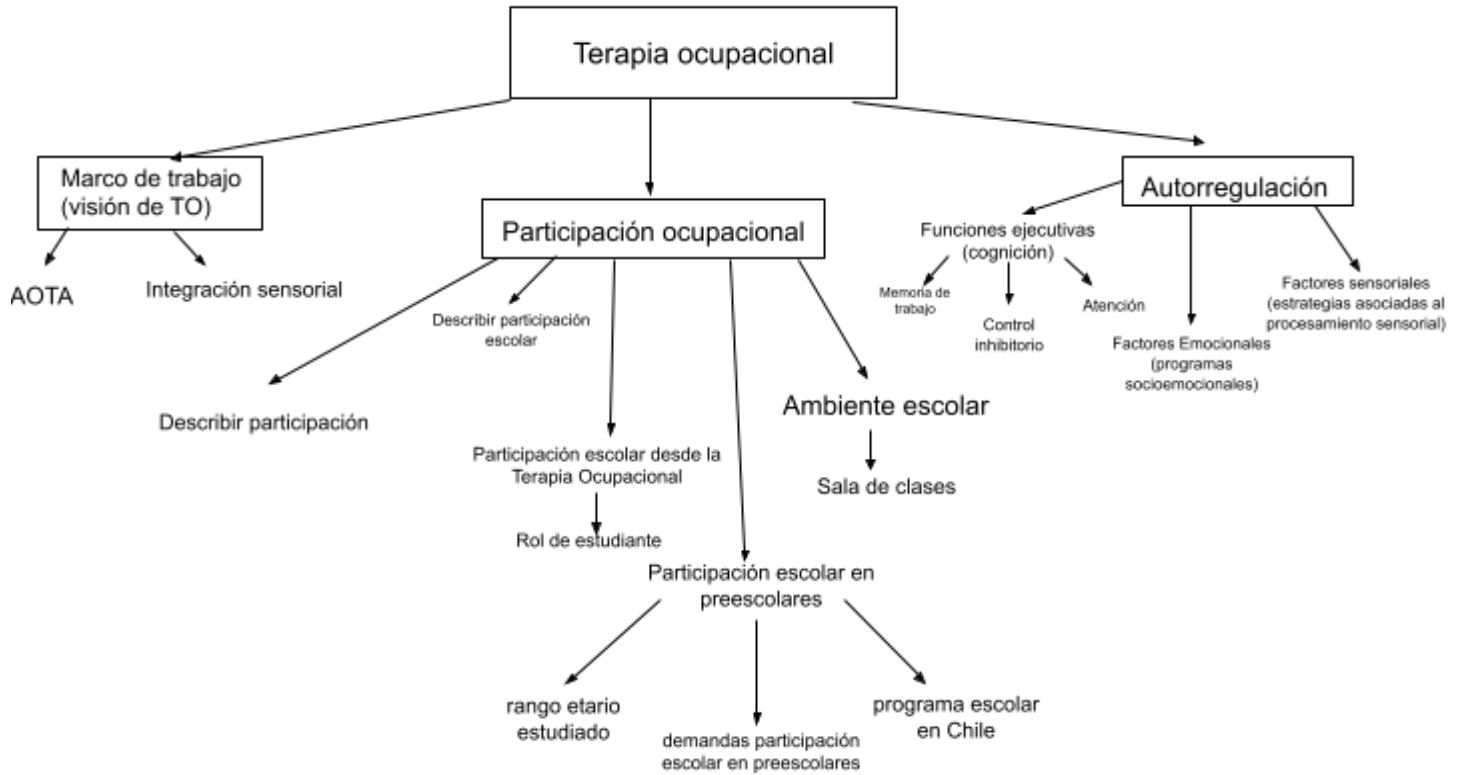 Terapia ocupacional
Marco de trabajo
(visión de TO)
AOTA
Integración sensorial
Participación ocupacional
Describir participación
Describir participación
escolar
Participación escolar desde la
Terapia Ocupacional
Rol de estudiante
Participación escolar en
preescolares
rango etario
estudiado
demandas participación
escolar en preescolares
programa escolar
en Chile
Ambiente escolar
Sala de clases
Autorregulación
Funciones ejecutivas
(cognición)
Memoria de
trabajo
Control
inhibitorio
Atención
Factores Emocionales
(programas
socioemocionales)
Factores sensoriales
(estrategias asociadas al
procesamiento sensorial)